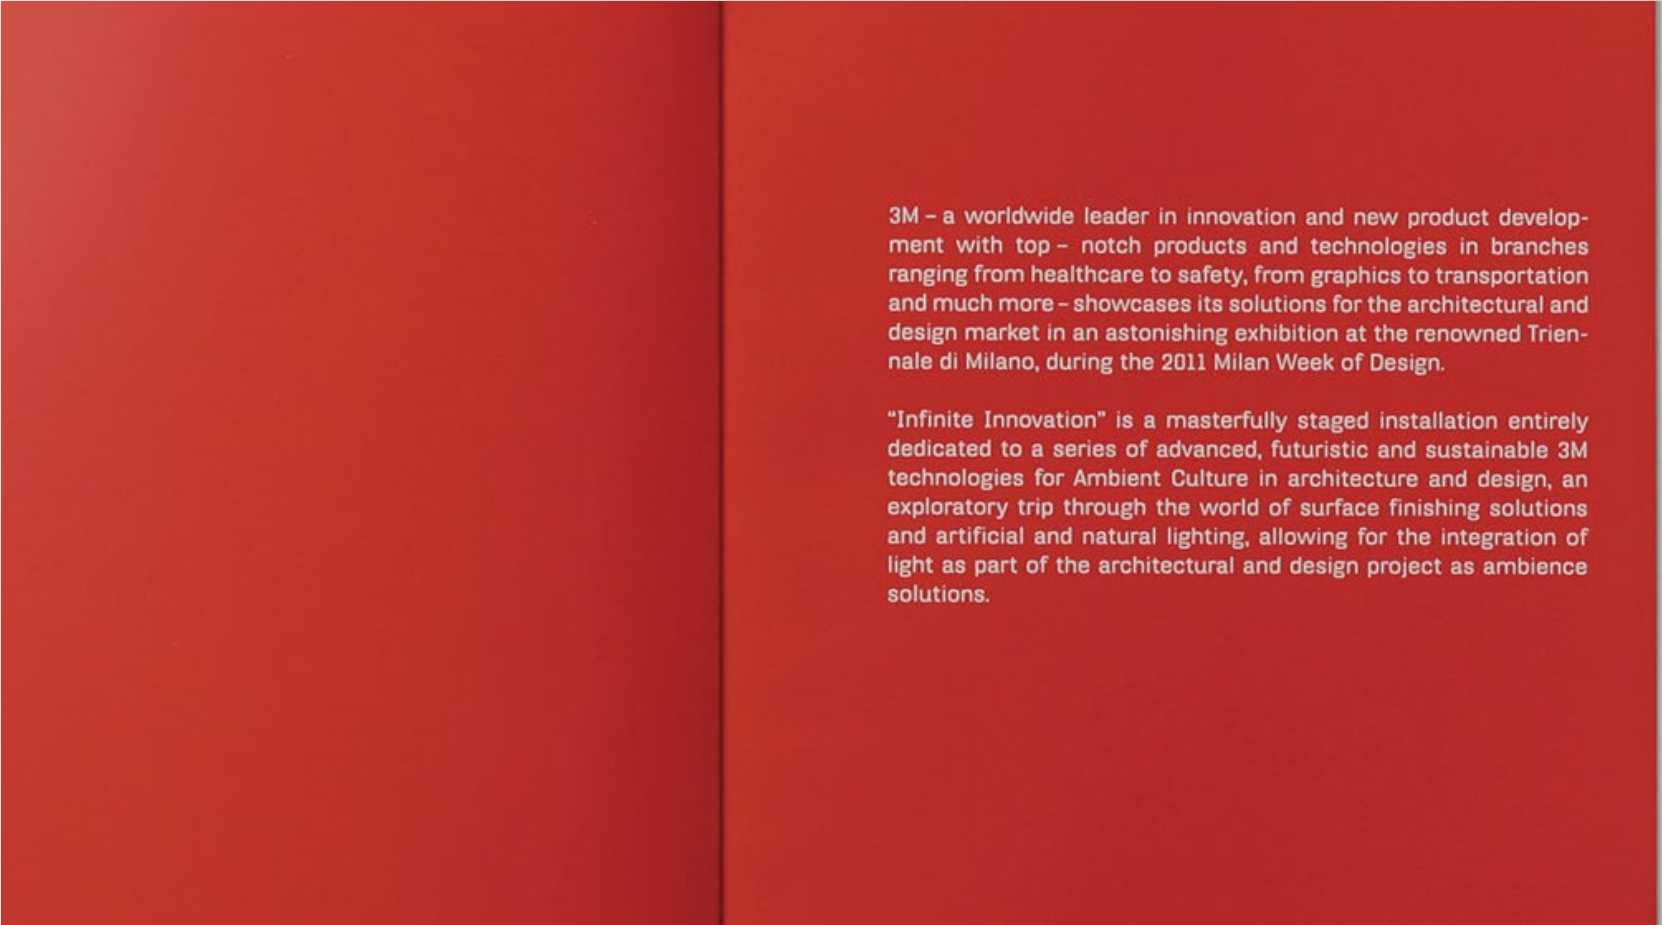 3M – a worldwide leader in innovation and new product develop-
ment with top – notch products and technologies in branches
ranging from healthcare to safety, from graphics to transportation
and much more – showcases its solutions for the architectural and
design market in an astonishing exhibition at the renowned Trien-
nale di Milano, during the 2011 Milan Week of Design.
“Infinite Innovation” is a masterfully staged installation entirely
dedicated to a series of advanced, futuristic and sustainable 3M
technologies for Ambient Culture in architecture and design, an
exploratory trip through the world of surface finishing solutions
and artificial and natural lighting, allowing for the integration of
light as part of the architectural and design project as ambience
solutions.